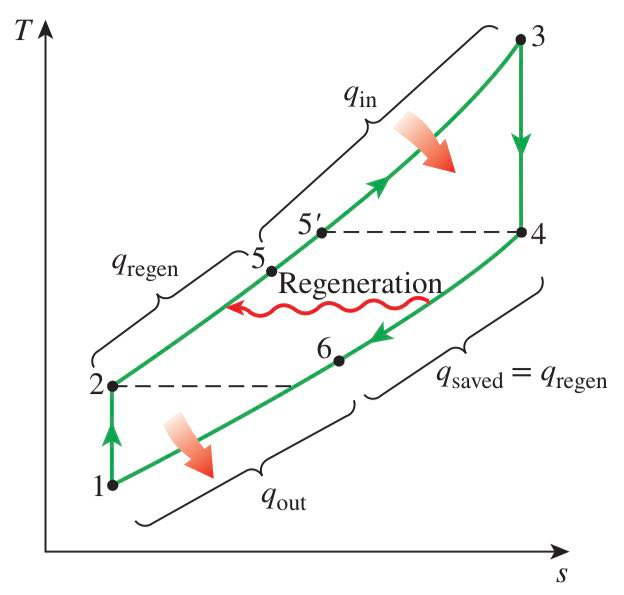 T
3
q_in
5′
4
5
q_regen
Regeneration
6
2
q_saved = q_regen
1
q_out
s